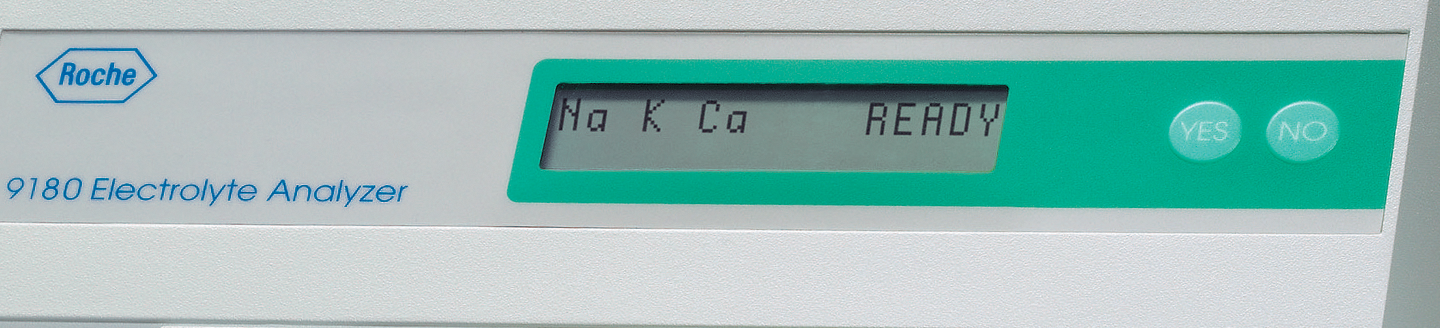 Roche
Na K Ca READY
YES NO
9180 Electrolyte Analyzer